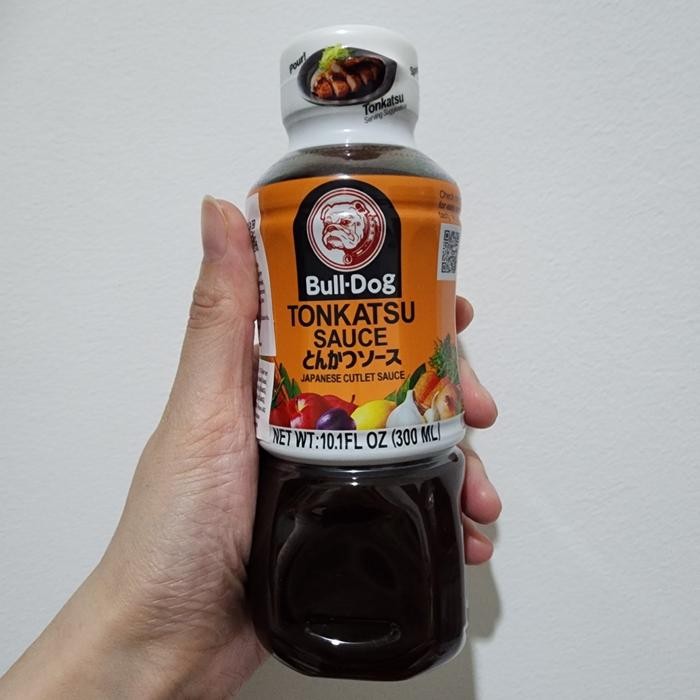 Pour!
Tonkatsu
Serving Suggestion
Bull-Dog
TONKATSU
SAUCE
とんかつソース
JAPANESE CUTLET SAUCE
NET WT:10.1FL OZ (300 ML)